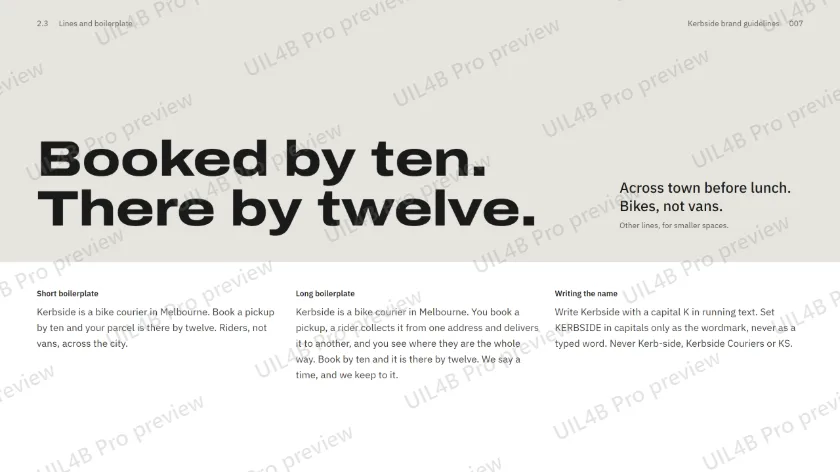 2.3 Lines and boilerplate
Kerbside brand guidelines 007
Booked by ten.
There by twelve.
Across town before lunch.
Bikes, not vans.
Other lines, for smaller spaces.
Short boilerplate
Kerbside is a bike courier in Melbourne. Book a pickup
by ten and your parcel is there by twelve. Riders, not
vans, across the city.
Long boilerplate
Kerbside is a bike courier in Melbourne. You book a
pickup, a rider collects it from one address and delivers
it to another, and you see where they are the whole
way. Book by ten and it is there by twelve. We say a
time, and we keep to it.
Writing the name
Write Kerbside with a capital K in running text. Set
KERBSIDE in capitals only as the wordmark, never as a
typed word. Never Kerb-side, Kerbside Couriers or KS.
UIL4B Pro preview